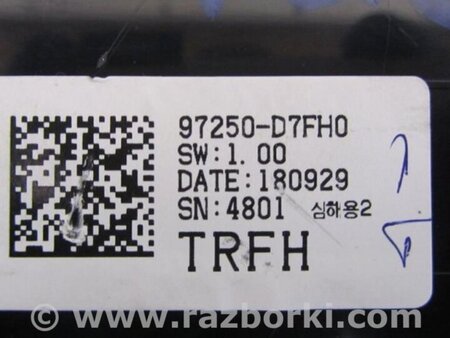 97250-D7FH0
SW:1.00
DATE:180929
SN:4801 심하용2
TRFH
© www.razborki.com